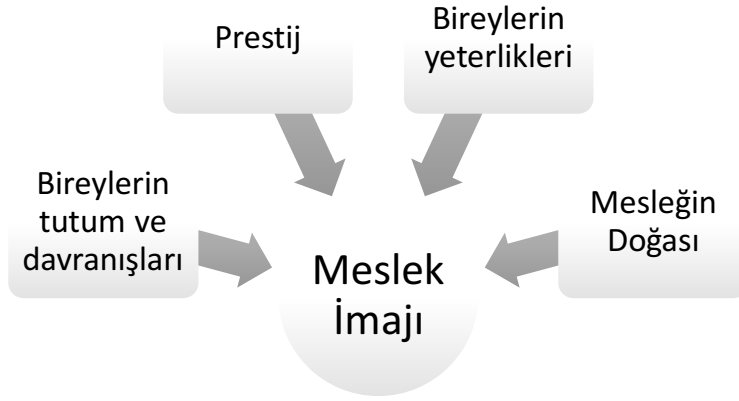 Prestij
Bireylerin
yeterlikleri
Bireylerin
tutum ve
davranışları
Mesleğin
Doğası
Meslek
İmajı